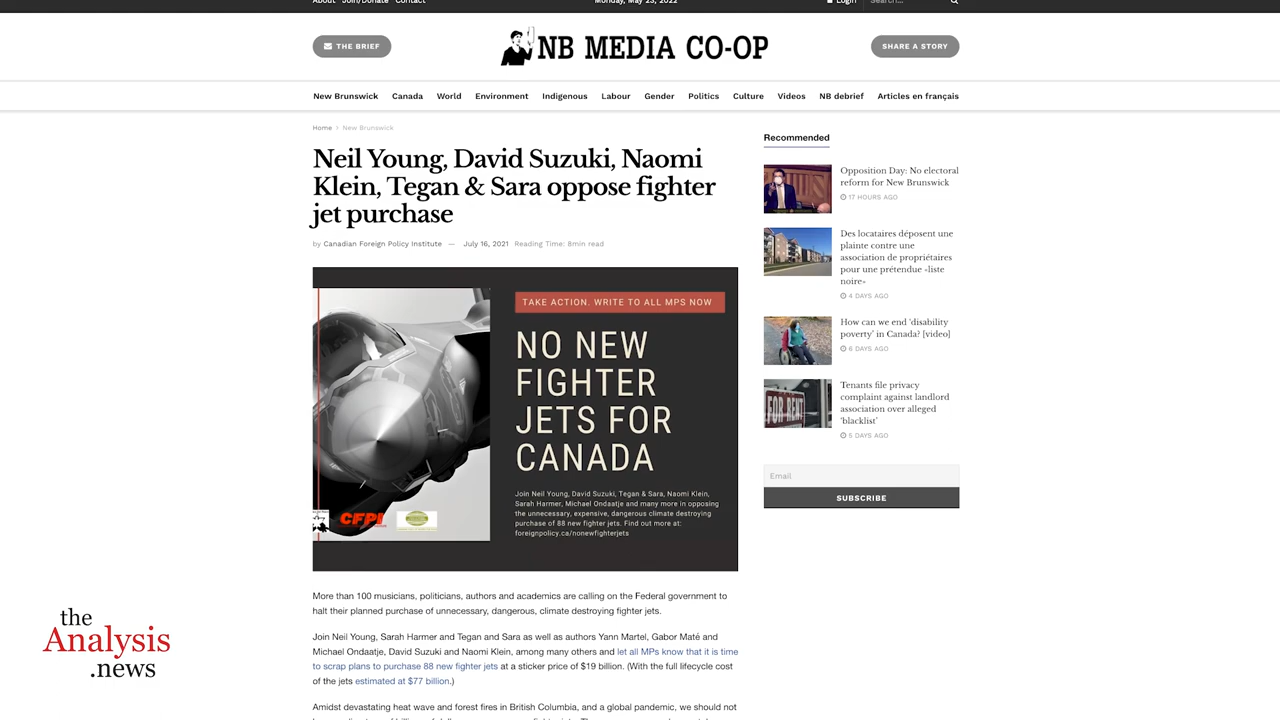 About Join/Donate Contact
Monday, May 23, 2022
Login
Search...
THE BRIEF
NB MEDIA CO-OP
SHARE A STORY
New Brunswick Canada World Environment Indigenous Labour Gender Politics Culture Videos NB debrief Articles en français
Home › New Brunswick
Neil Young, David Suzuki, Naomi
Klein, Tegan & Sara oppose fighter
jet purchase
by Canadian Foreign Policy Institute — July 16, 2021 Reading Time: 8min read
TAKE ACTION. WRITE TO ALL MPS NOW
NO NEW
FIGHTER
JETS FOR
CANADA
Join Neil Young, David Suzuki, Tegan & Sara, Naomi Klein,
Sarah Harmer, Michael Ondaatje and many more in opposing
the unnecessary, expensive, dangerous climate destroying
purchase of 88 new fighter jets. Find out more at:
foreignpolicy.ca/nonewfighterjets
CFPI
More than 100 musicians, politicians, authors and academics are calling on the Federal government to
halt their planned purchase of unnecessary, dangerous, climate destroying fighter jets.
Join Neil Young, Sarah Harmer and Tegan and Sara as well as authors Yann Martel, Gabor Maté and
Michael Ondaatje, David Suzuki and Naomi Klein, among many others and let all MPs know that it is time
to scrap plans to purchase 88 new fighter jets at a sticker price of $19 billion. (With the full lifecycle cost
of the jets estimated at $77 billion.)
Amidst devastating heat wave and forest fires in British Columbia, and a global pandemic, we should not
Recommended
Opposition Day: No electoral
reform for New Brunswick
17 HOURS AGO
Des locataires déposent une
plainte contre une
association de propriétaires
pour une prétendue «liste
noire»
4 DAYS AGO
How can we end 'disability
poverty' in Canada? [video]
6 DAYS AGO
FOR RENT
Tenants file privacy
complaint against landlord
association over alleged
'blacklist'
5 DAYS AGO
Email
SUBSCRIBE
the
Analysis
.news